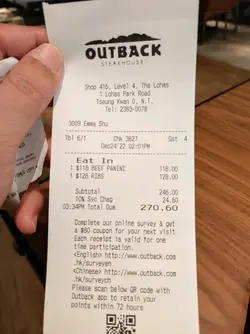 OUTBACK
STEAKHOUSE
Shop 416, Level 4, The Lohas
1 Lohas Park Road
Tseung Kwan O, N.T.
Tel: 2383-0078
3009 Emma Shu
Tbl 6/1 Chk 3627 Gst 4
Dec24'22 02:01PM
Eat In
1 $118 BEEF PANINI 118.00
1 $128 RIBS 128.00
Subtotal 246.00
10% Svc Chag 24.60
03:34PM Total Due 270.60
Complete our online survey & get
a $80 coupon for your next visit
Each receipt is valid for one
time participation.
<English> http://www.outback.com
.hk/surveyen
<Chinese> http://www.outback.com
.hk/surveych
Please scan below QR code with
Outback app to retain your
points within 72 hours